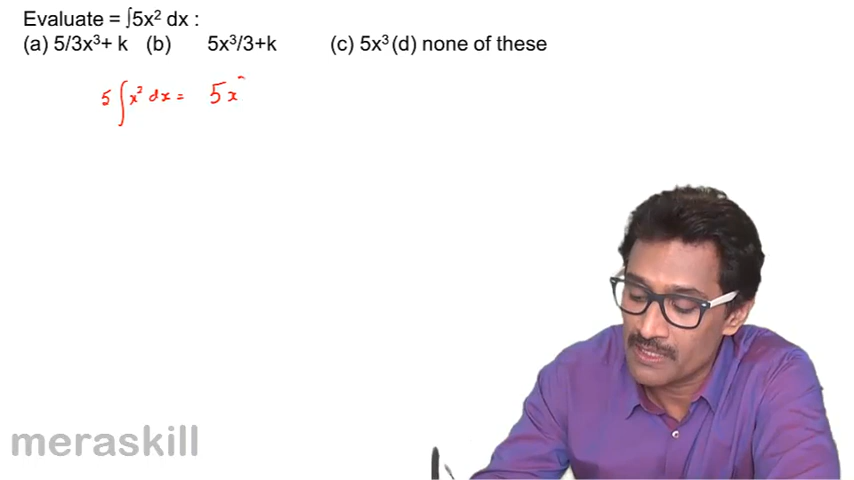 Evaluate = ∫5x² dx :
(a) 5/3x³+ k (b) 5x³/3+k (c) 5x³ (d) none of these
5 ∫x² dx = 5x
meraskill